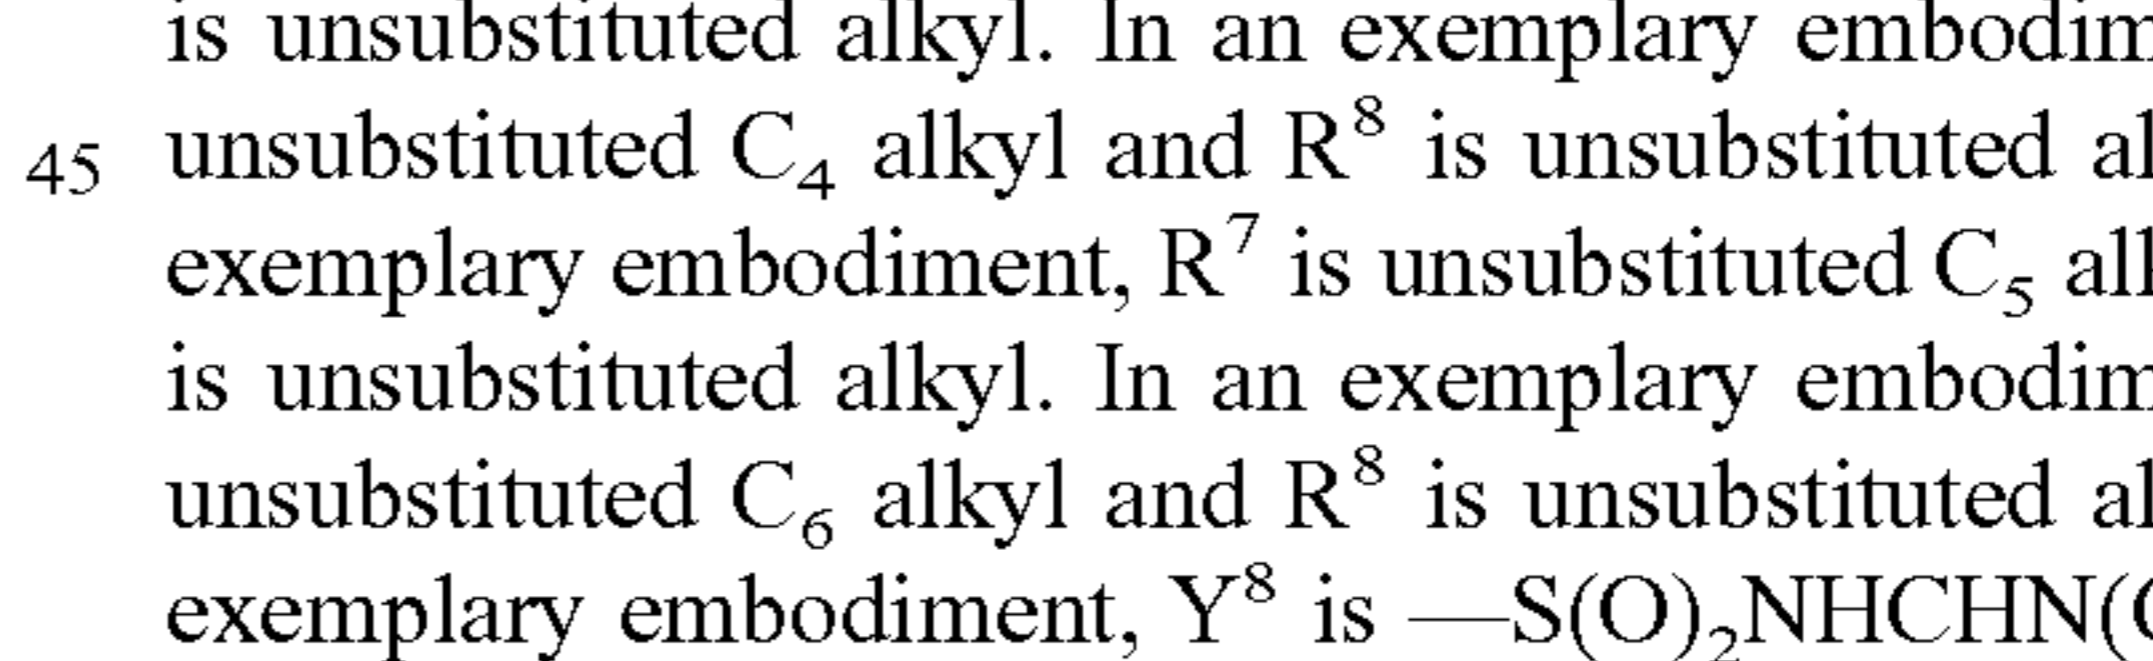 is unsubstituted alkyl. In an exemplary embodim
45 unsubstituted C₄ alkyl and R⁸ is unsubstituted al
exemplary embodiment, R⁷ is unsubstituted C₅ alk
is unsubstituted alkyl. In an exemplary embodim
unsubstituted C₆ alkyl and R⁸ is unsubstituted al
exemplary embodiment, Y⁸ is —S(O)₂NHCHN(